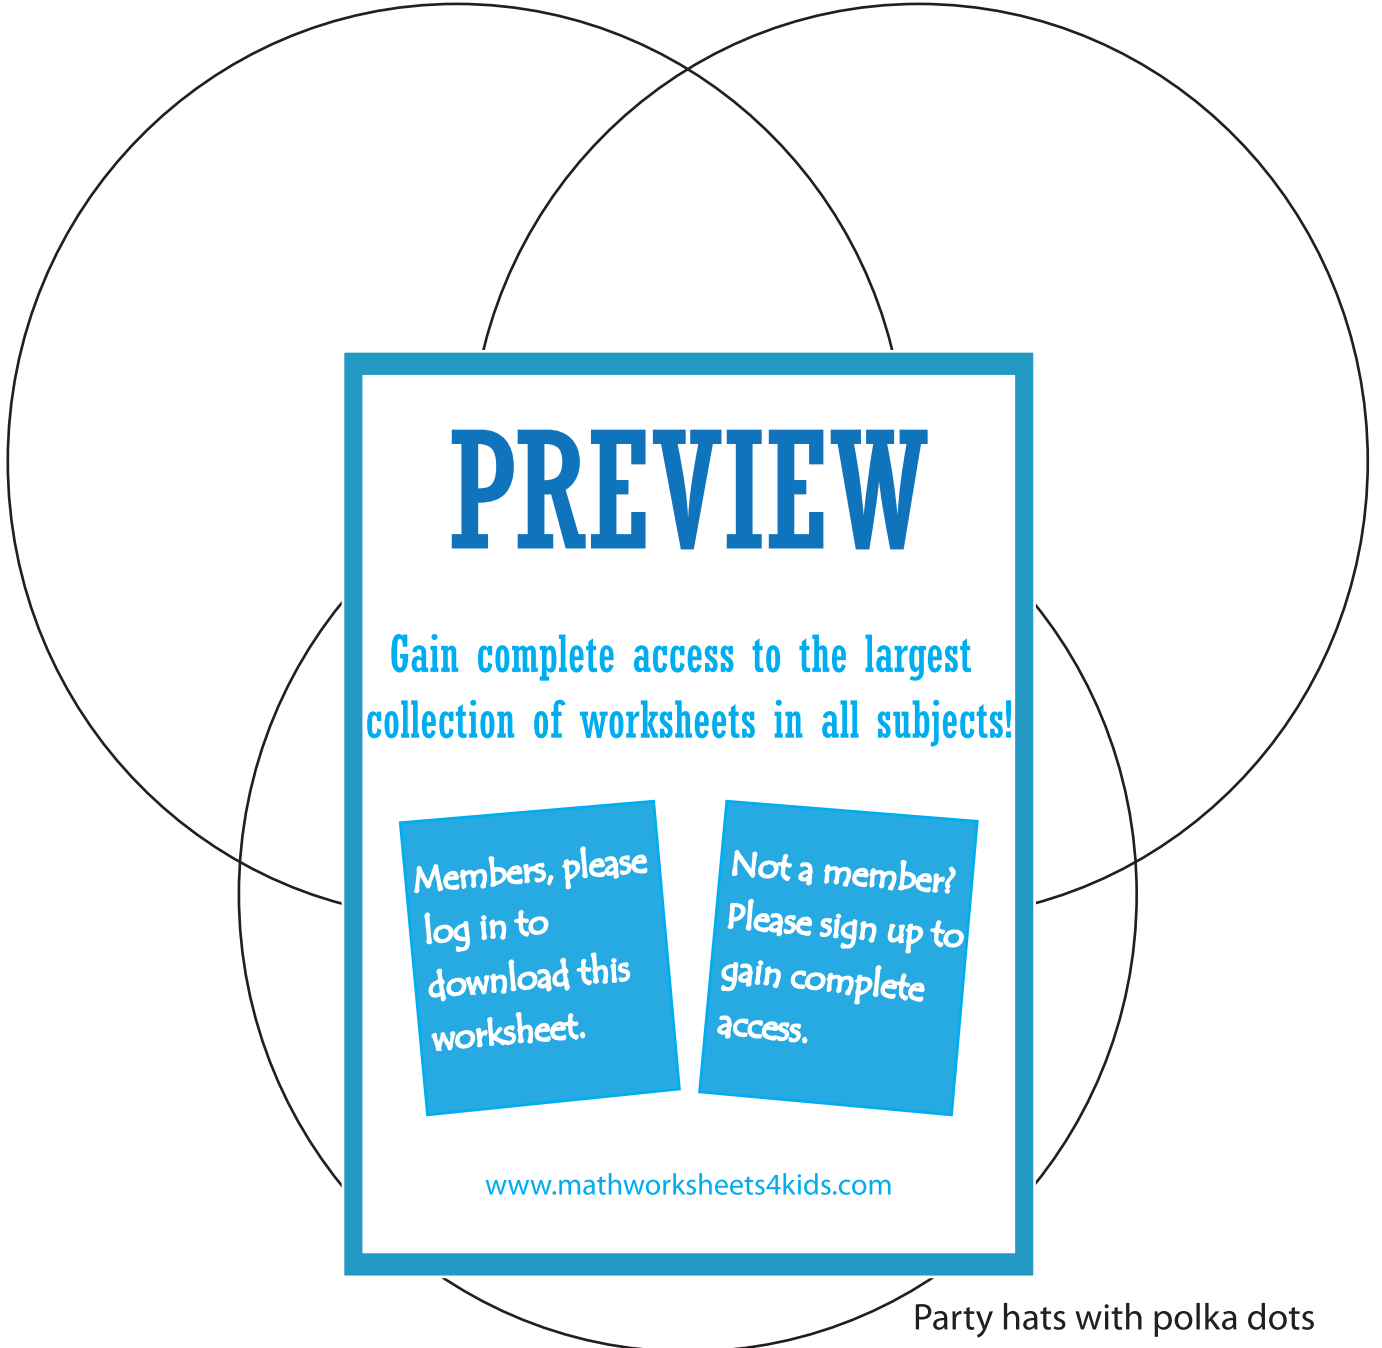 PREVIEW
Gain complete access to the largest
collection of worksheets in all subjects!
Members, please
log in to
download this
worksheet.
Not a member?
Please sign up to
gain complete
access.
www.mathworksheets4kids.com
Party hats with polka dots